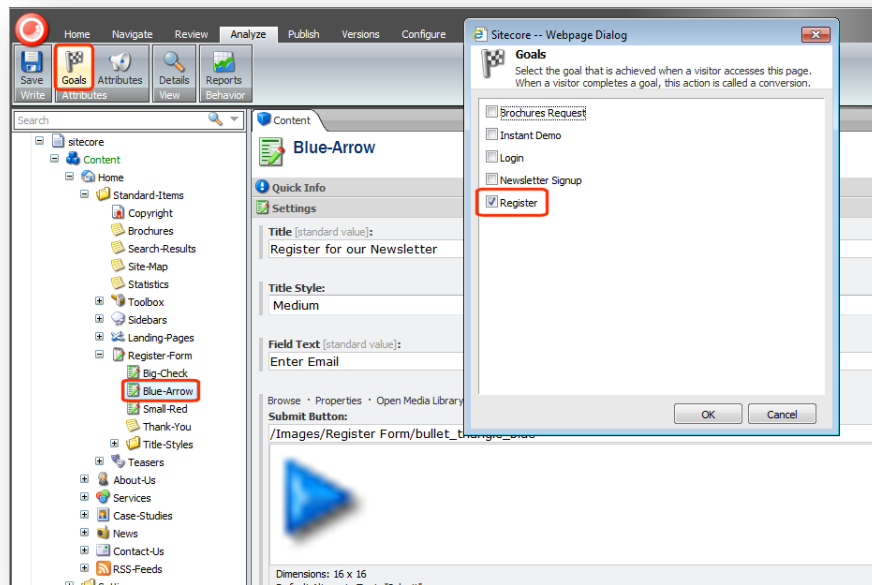 Home Navigate Review Analyze Publish Versions Configure
Save Goals Attributes Details Reports
Write Attributes View Behavior
Search
sitecore
Content
Home
Standard-Items
Copyright
Brochures
Search-Results
Site-Map
Statistics
Toolbox
Sidebars
Landing-Pages
Register-Form
Big-Check
Blue-Arrow
Small-Red
Thank-You
Title-Styles
Teasers
About-Us
Services
Case-Studies
News
Contact-Us
RSS-Feeds
Content
Blue-Arrow
Quick Info
Settings
Title [standard value]:
Register for our Newsletter
Title Style:
Medium
Field Text [standard value]:
Enter Email
Browse • Properties • Open Media Library
Submit Button:
/Images/Register Form/bullet_triangle_blue
Dimensions: 16 x 16
Sitecore -- Webpage Dialog
Goals
Select the goal that is achieved when a visitor accesses this page.
When a visitor completes a goal, this action is called a conversion.
Brochures Request
Instant Demo
Login
Newsletter Signup
Register
OK Cancel